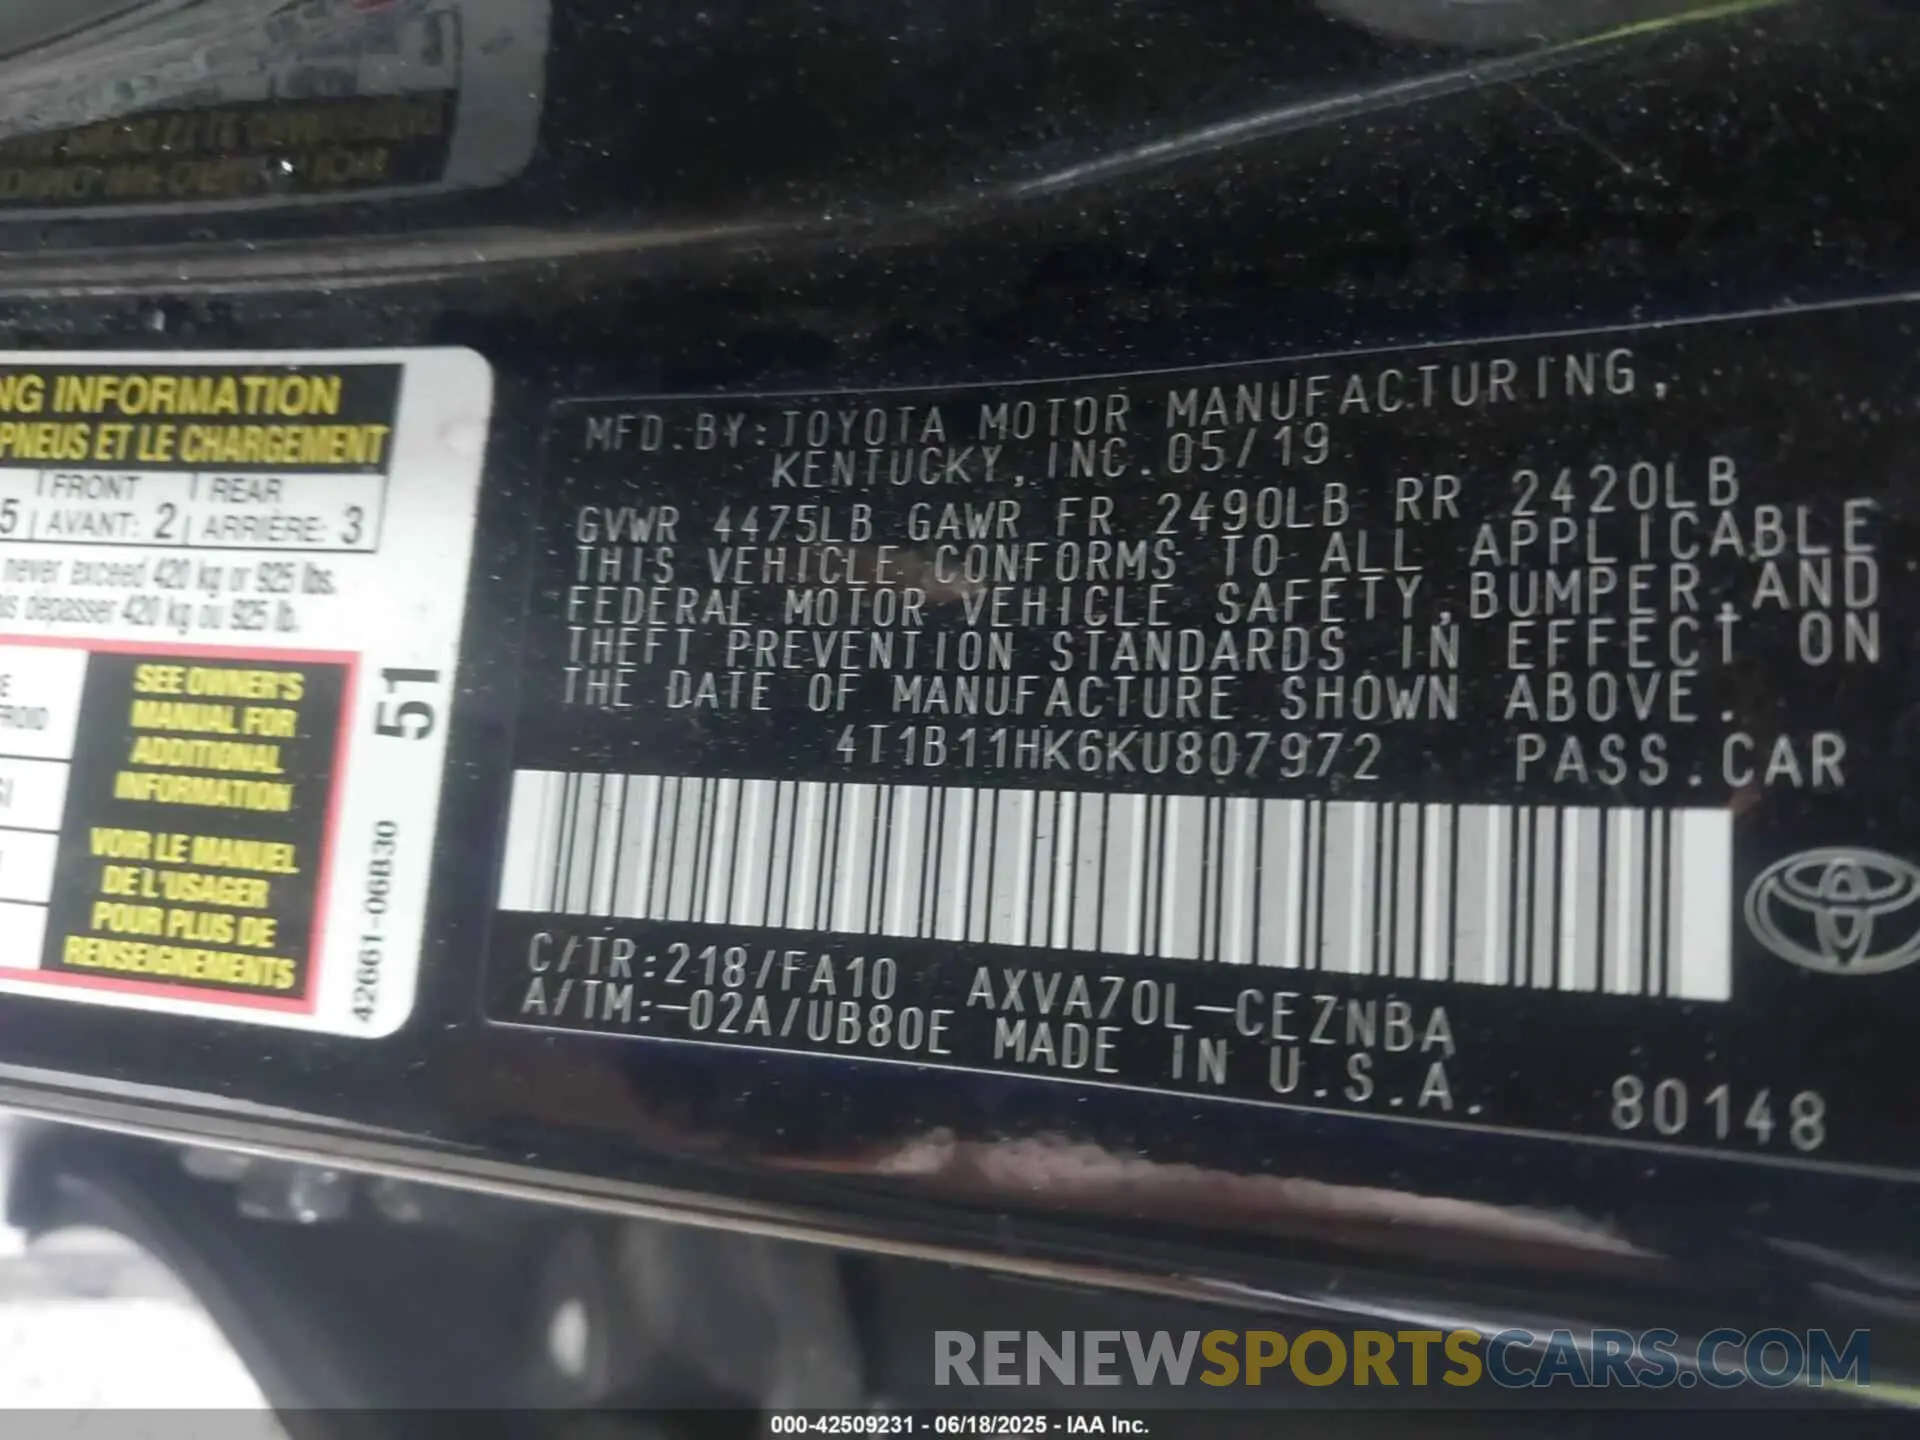 NG INFORMATION
PNEUS ET LE CHARGEMENT
5 FRONT AVANT: 2 REAR ARRIÈRE: 3
never exceed 420 kg or 925 lbs.
dépasser 420 kg ou 925 lb.
SEE OWNER'S
MANUAL FOR
ADDITIONAL
INFORMATION
VOIR LE MANUEL
DE L'USAGER
POUR PLUS DE
RENSEIGNEMENTS
51
42661-06B30
MFD.BY:TOYOTA MOTOR MANUFACTURING,
KENTUCKY, INC.05/19
GVWR 4475LB GAWR FR 2490LB RR 2420LB
THIS VEHICLE CONFORMS TO ALL APPLICABLE
FEDERAL MOTOR VEHICLE SAFETY,BUMPER,AND
THEFT PREVENTION STANDARDS IN EFFECT ON
THE DATE OF MANUFACTURE SHOWN ABOVE.
4T1B11HK6KU807972 PASS.CAR
C/TR:218/FA10 AXVA70L-CEZNBA
A/TM:-02A/UB80E MADE IN U.S.A.
80148
RENEWSPORTSCARS.COM
000-42509231 - 06/18/2025 - IAA Inc.